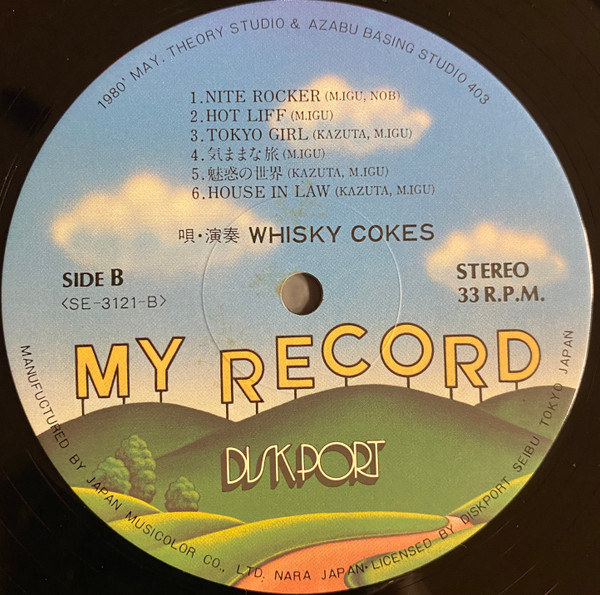 1980' MAY. THEORY STUDIO & AZABU BASING STUDIO 403
1.NITE ROCKER (M.IGU, NOB)
2.HOT LIFF (M.IGU)
3.TOKYO GIRL (KAZUTA, M.IGU)
4.気ままな旅 (M.IGU)
5.魅惑の世界 (KAZUTA, M.IGU)
6.HOUSE IN LAW (KAZUTA, M.IGU)
唄・演奏 WHISKY COKES
SIDE B
<SE-3121-B>
STEREO
33 R.P.M.
MY RECORD
DISKPORT
MANUFUCTURED BY JAPAN MUSICOLOR CO., LTD. NARA JAPAN・LICENSED BY DISKPORT SEIBU TOKYO JAPAN